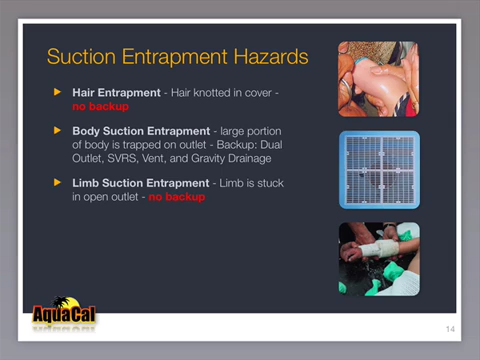 Suction Entrapment Hazards
Hair Entrapment - Hair knotted in cover -
no backup
Body Suction Entrapment - large portion
of body is trapped on outlet - Backup: Dual
Outlet, SVRS, Vent, and Gravity Drainage
Limb Suction Entrapment - Limb is stuck
in open outlet - no backup
AquaCal
14